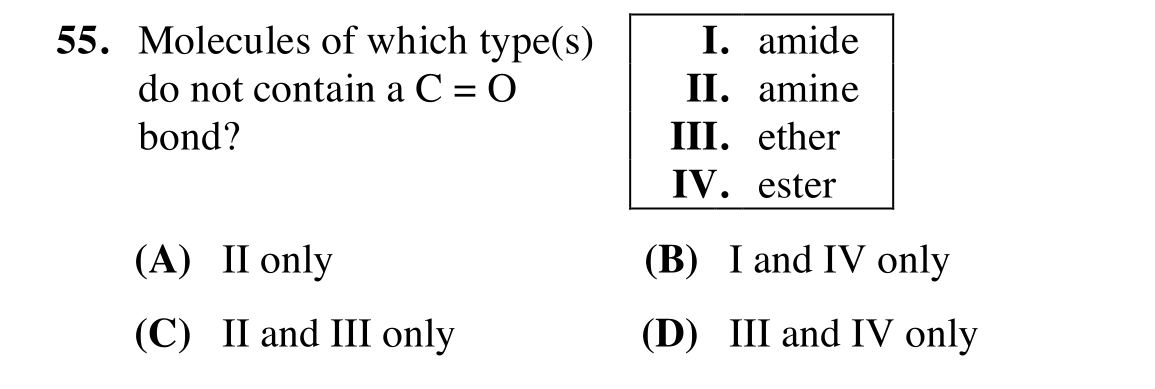 55. Molecules of which type(s)
do not contain a C = O
bond?
I. amide
II. amine
III. ether
IV. ester
(A) II only
(B) I and IV only
(C) II and III only
(D) III and IV only